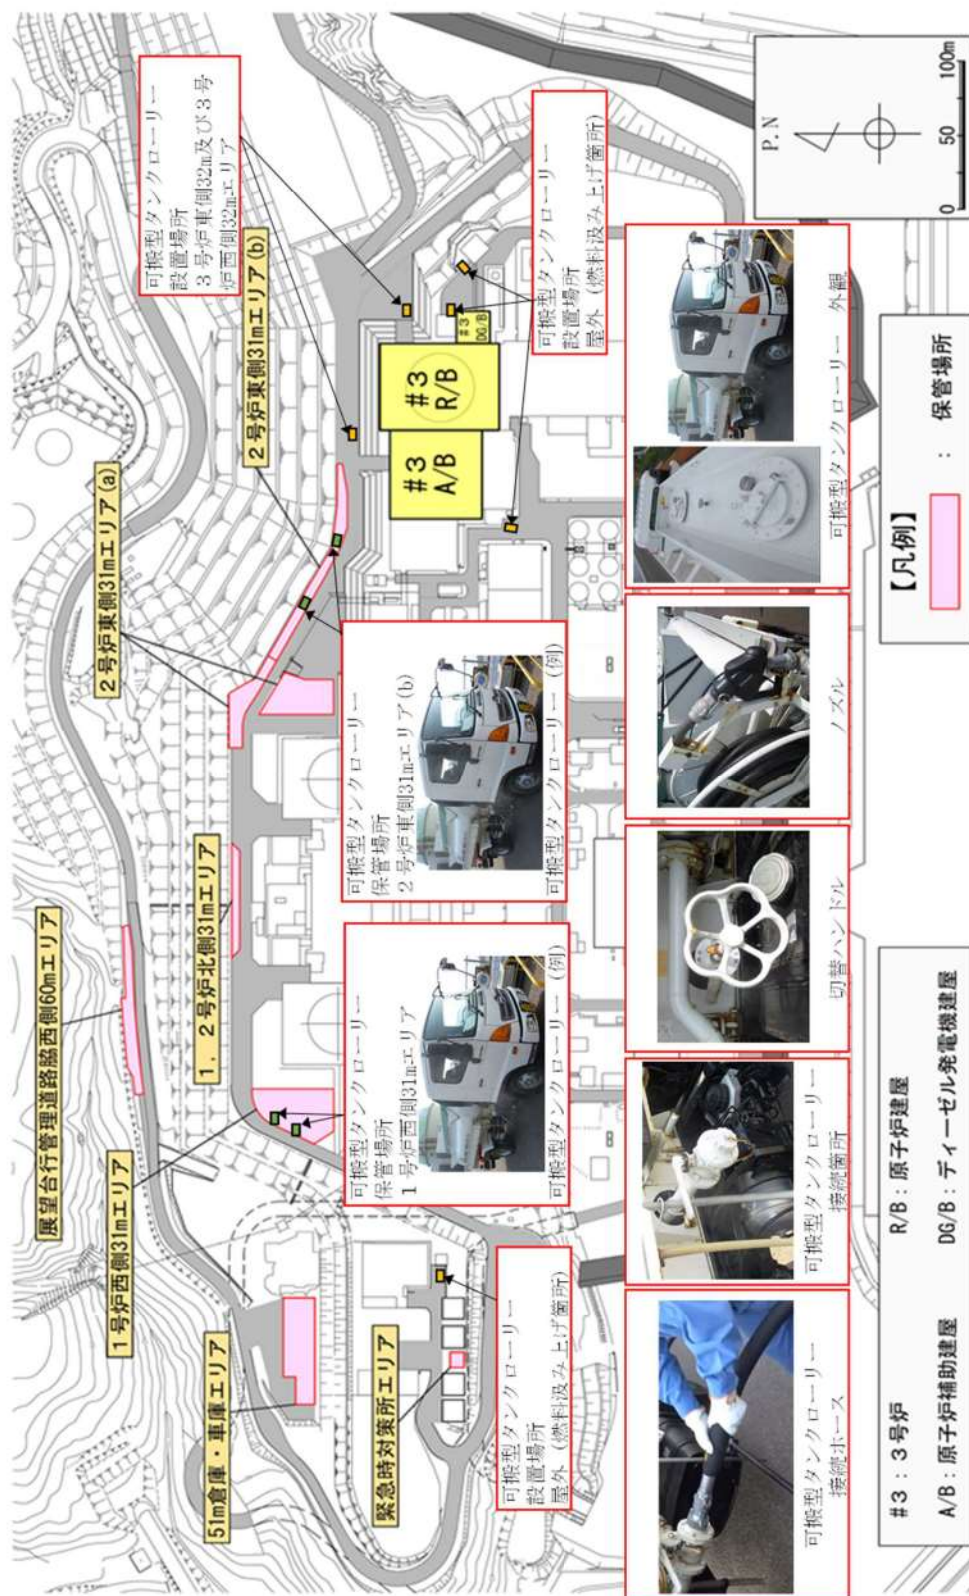 51m倉庫・車庫エリア
1号炉西側31mエリア
展望台行管理道路脇西側60mエリア
1，2号炉北側31mエリア
2号炉東側31mエリア(a)
2号炉東側31mエリア(b)
可搬型タンクローリー
設置場所
3号炉東側32m及び3号
炉西側32mエリア
緊急時対策所エリア
#3
A/B
#3
R/B
#3
DG/B
可搬型タンクローリー
設置場所
屋外（燃料汲み上げ箇所）
可搬型タンクローリー
保管場所
1号炉西側31mエリア
可搬型タンクローリー（例）
可搬型タンクローリー
保管場所
2号炉東側31mエリア(b)
可搬型タンクローリー（例）
可搬型タンクローリー
設置場所
屋外（燃料汲み上げ箇所）
可搬型タンクローリー
接続ホース
可搬型タンクローリー
接続箇所
切替ハンドル
ノズル
可搬型タンクローリー　外観
P.N
0 50 100m
#3：3号炉
R/B：原子炉建屋
A/B：原子炉補助建屋
DG/B：ディーゼル発電機建屋
【凡例】
：保管場所